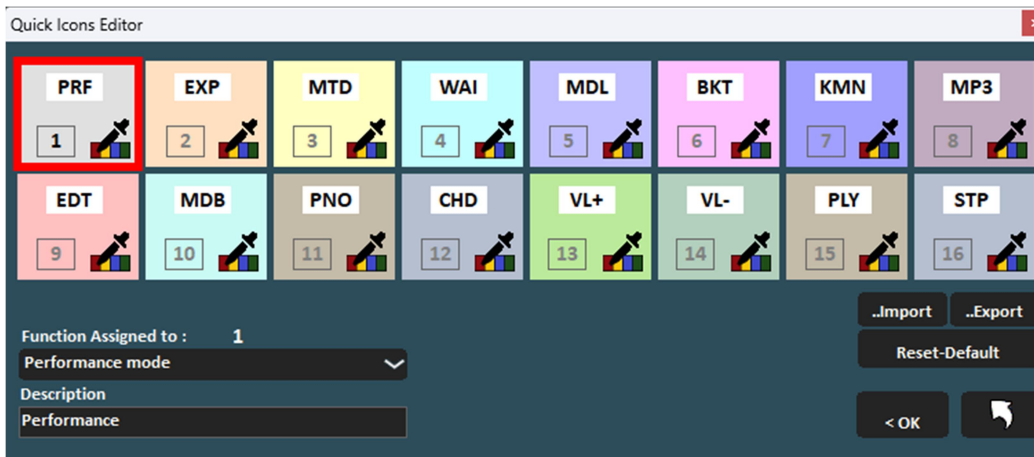 Quick Icons Editor
PRF EXP MTD WAI MDL BKT KMN MP3
1 2 3 4 5 6 7 8
EDT MDB PNO CHD VL+ VL- PLY STP
9 10 11 12 13 14 15 16
..Import ..Export
Function Assigned to : 1
Reset-Default
Performance mode
Description
Performance
< OK